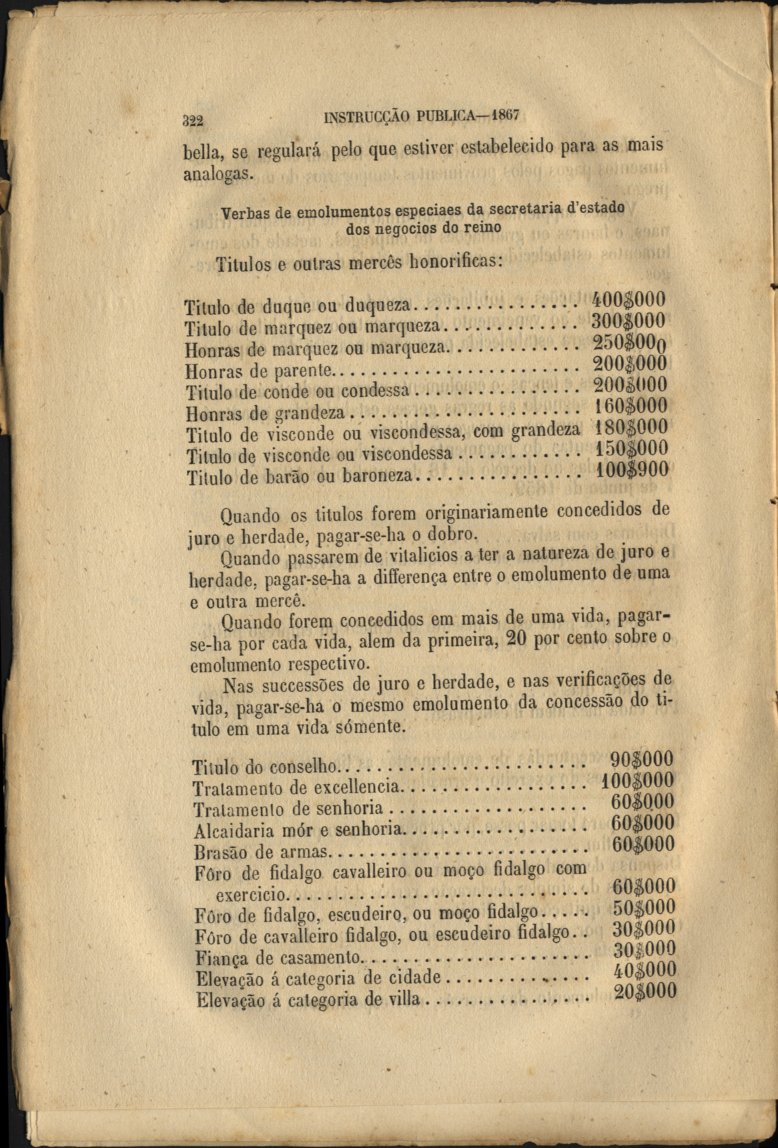 322 INSTRUCÇÃO PUBLICA—1867
bella, se regulará pelo que estiver estabelecido para as mais
analogas.
Verbas de emolumentos especiaes da secretaria d'estado
dos negocios do reino
Titulos e outras mercês honorificas:
Titulo de duque ou duqueza................ 400$000
Titulo de marquez ou marqueza............. 300$000
Honras de marquez ou marqueza............. 250$000
Honras de parente........................ 200$000
Titulo de conde ou condessa................ 200$000
Honras de grandeza...................... 160$000
Titulo de visconde ou viscondessa, com grandeza 180$000
Titulo de visconde ou viscondessa............ 150$000
Titulo de barão ou baroneza................ 100$900
Quando os titulos forem originariamente concedidos de
juro e herdade, pagar-se-ha o dobro.
Quando passarem de vitalicios a ter a natureza de juro e
herdade, pagar-se-ha a differença entre o emolumento de uma
e outra mercê.
Quando forem concedidos em mais de uma vida, pagar-
se-ha por cada vida, alem da primeira, 20 por cento sobre o
emolumento respectivo.
Nas successões de juro e herdade, e nas verificações de
vida, pagar-se-ha o mesmo emolumento da concessão do ti-
tulo em uma vida sómente.
Titulo do conselho........................ 90$000
Tratamento de excellencia.................. 100$000
Tratamento de senhoria................... 60$000
Alcaidaria mór e senhoria.................. 60$000
Brasão de armas......................... 60$000
Fôro de fidalgo cavalleiro ou moço fidalgo com
exercicio............................. 60$000
Fôro de fidalgo, escudeiro, ou moço fidalgo..... 50$000
Fôro de cavalleiro fidalgo, ou escudeiro fidalgo.. 30$000
Fiança de casamento...................... 30$000
Elevação á categoria de cidade.............. 40$000
Elevação á categoria de villa................ 20$000